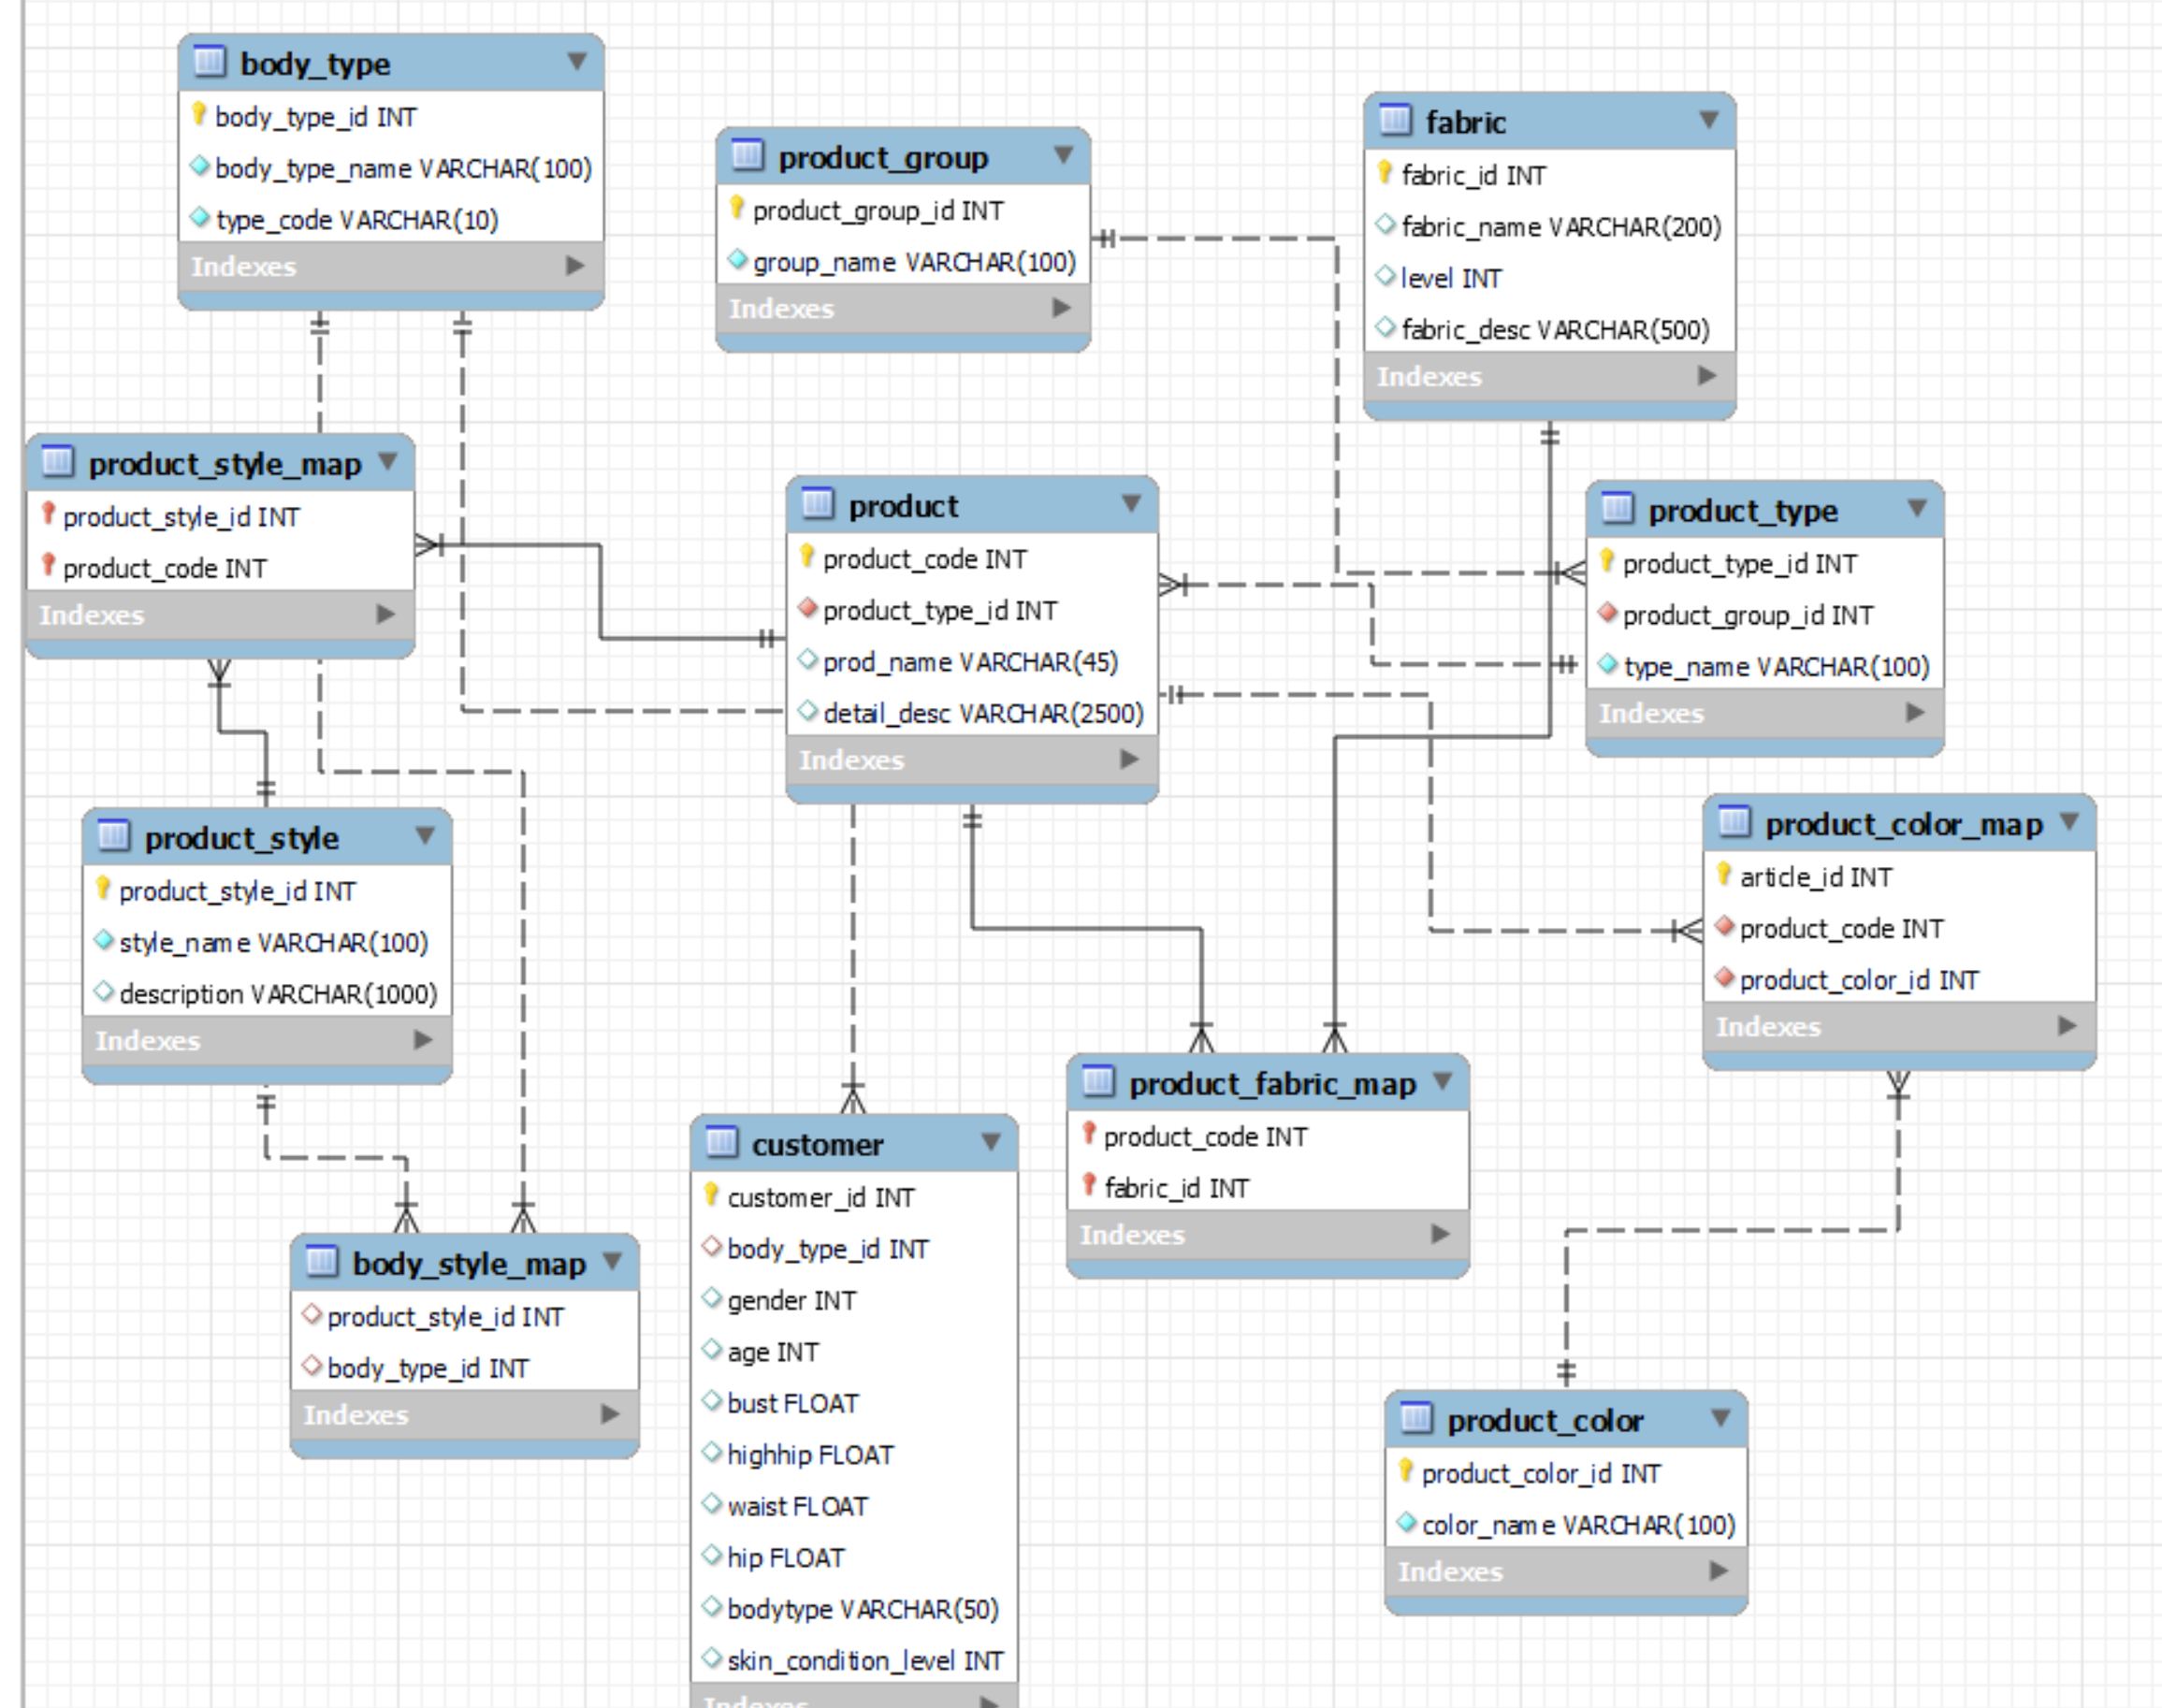 body_type
body_type_id INT
body_type_name VARCHAR(100)
type_code VARCHAR(10)
Indexes
product_group
product_group_id INT
group_name VARCHAR(100)
Indexes
fabric
fabric_id INT
fabric_name VARCHAR(200)
level INT
fabric_desc VARCHAR(500)
Indexes
product_style_map
product_style_id INT
product_code INT
Indexes
product
product_code INT
product_type_id INT
prod_name VARCHAR(45)
detail_desc VARCHAR(2500)
Indexes
product_type
product_type_id INT
product_group_id INT
type_name VARCHAR(100)
Indexes
product_style
product_style_id INT
style_name VARCHAR(100)
description VARCHAR(1000)
Indexes
product_color_map
article_id INT
product_code INT
product_color_id INT
Indexes
body_style_map
product_style_id INT
body_type_id INT
Indexes
customer
customer_id INT
body_type_id INT
gender INT
age INT
bust FLOAT
highhip FLOAT
waist FLOAT
hip FLOAT
bodytype VARCHAR(50)
skin_condition_level INT
Indexes
product_fabric_map
product_code INT
fabric_id INT
Indexes
product_color
product_color_id INT
color_name VARCHAR(100)
Indexes